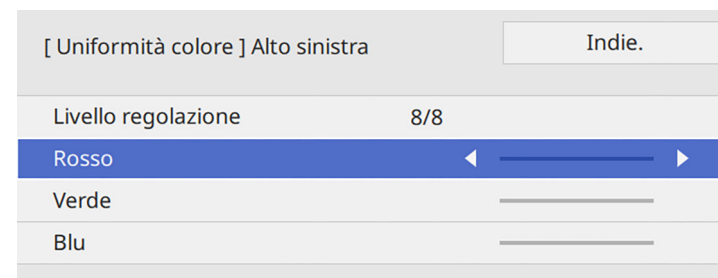 [ Uniformità colore ] Alto sinistra
Indie.
Livello regolazione 8/8
Rosso
Verde
Blu